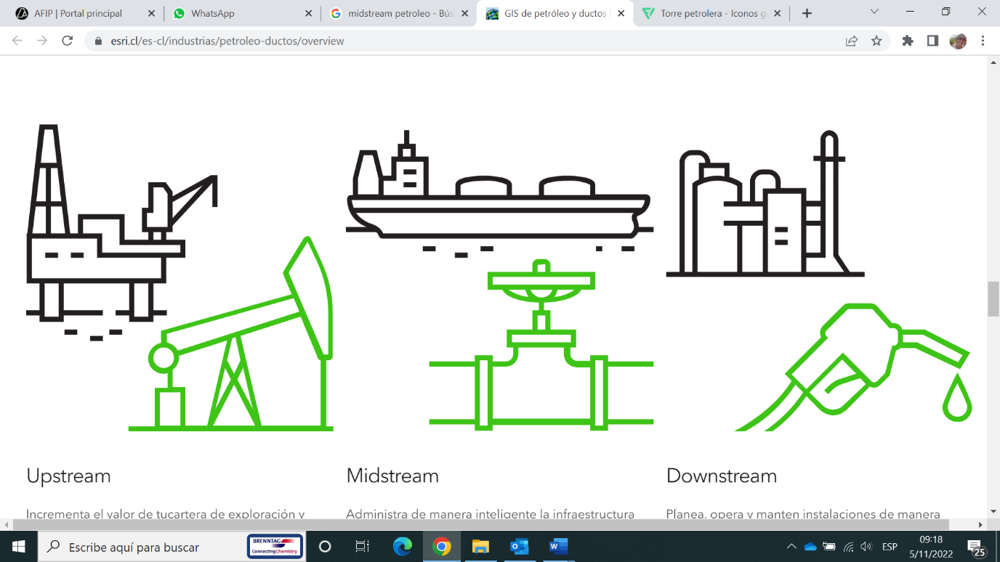 AFIP | Portal principal
WhatsApp
midstream petroleo - Bús
GIS de petróleo y ductos |
Torre petrolera - Iconos g
esri.cl/es-cl/industrias/petroleo-ductos/overview
Upstream
Midstream
Downstream
Incrementa el valor de tucartera de exploración y
Administra de manera inteligente la infraestructura
Planea, opera y manten instalaciones de manera
Escribe aquí para buscar
BRENNTAG
ConnectingChemistry
ESP
09:18
5/11/2022
25